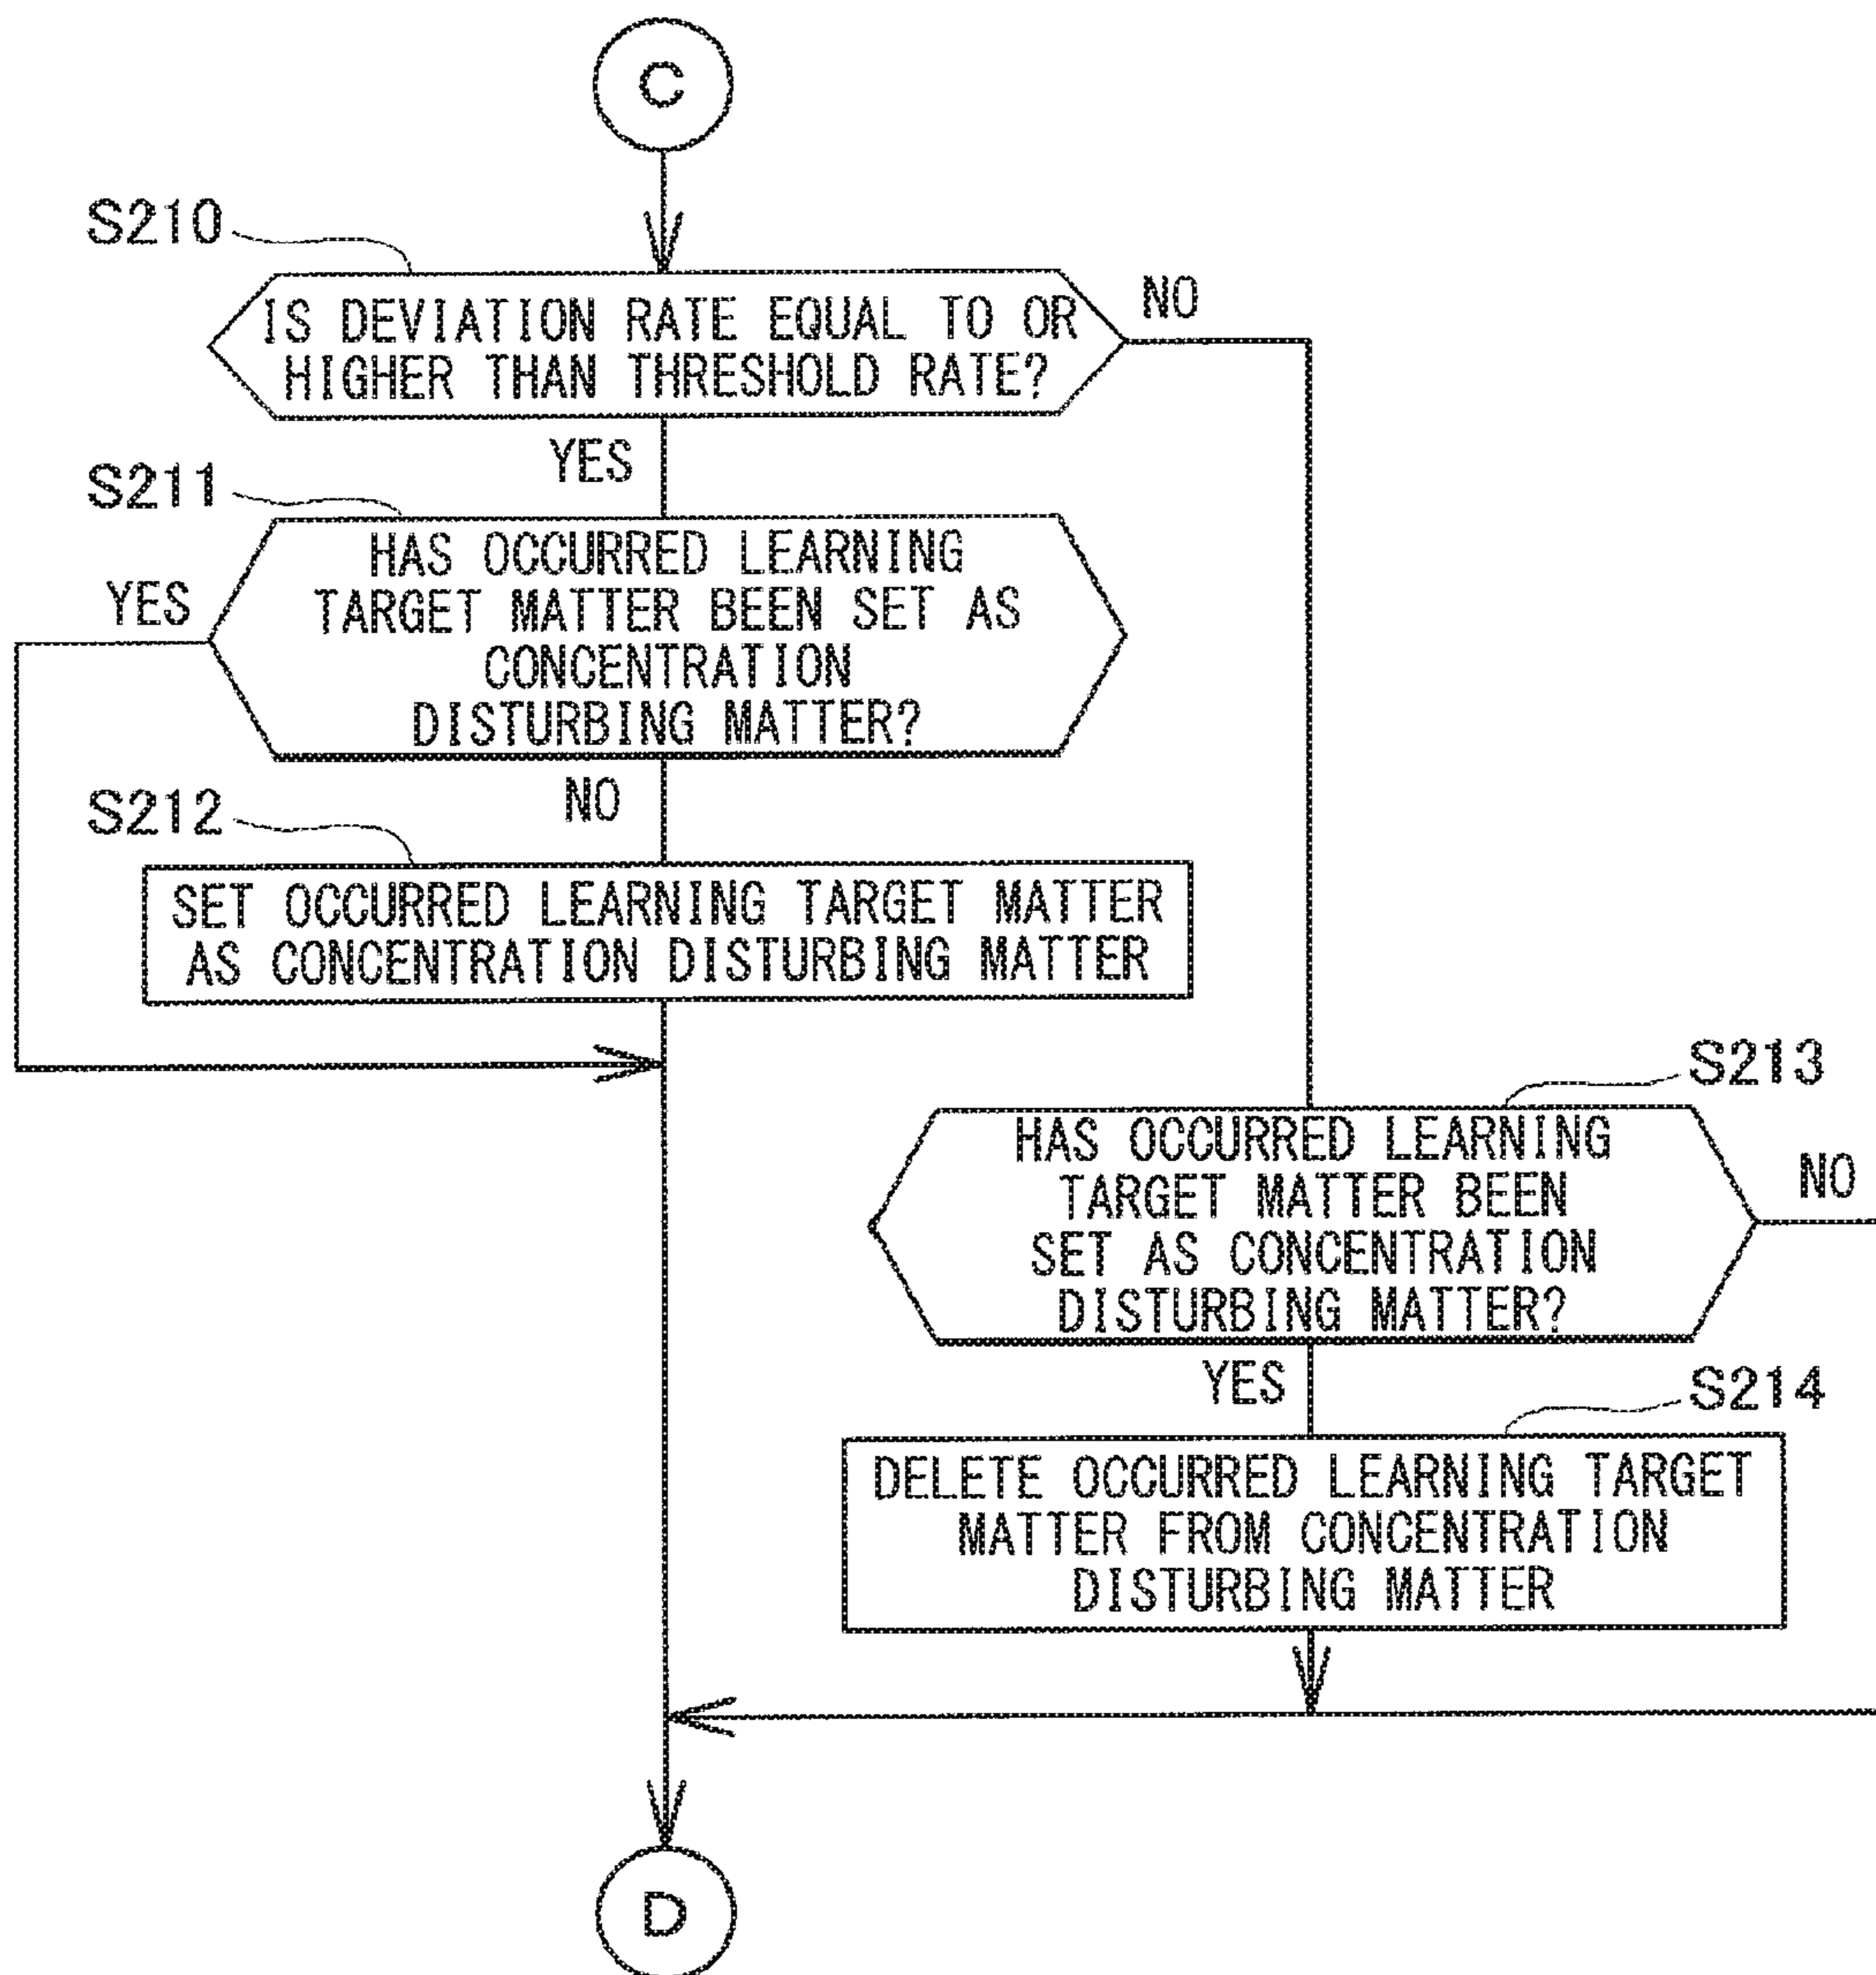 C
S210
IS DEVIATION RATE EQUAL TO OR
HIGHER THAN THRESHOLD RATE?
NO
YES
S211
HAS OCCURRED LEARNING
TARGET MATTER BEEN SET AS
CONCENTRATION
DISTURBING MATTER?
YES
NO
S212
SET OCCURRED LEARNING TARGET MATTER
AS CONCENTRATION DISTURBING MATTER
S213
HAS OCCURRED LEARNING
TARGET MATTER BEEN
SET AS CONCENTRATION
DISTURBING MATTER?
NO
YES
S214
DELETE OCCURRED LEARNING TARGET
MATTER FROM CONCENTRATION
DISTURBING MATTER
D